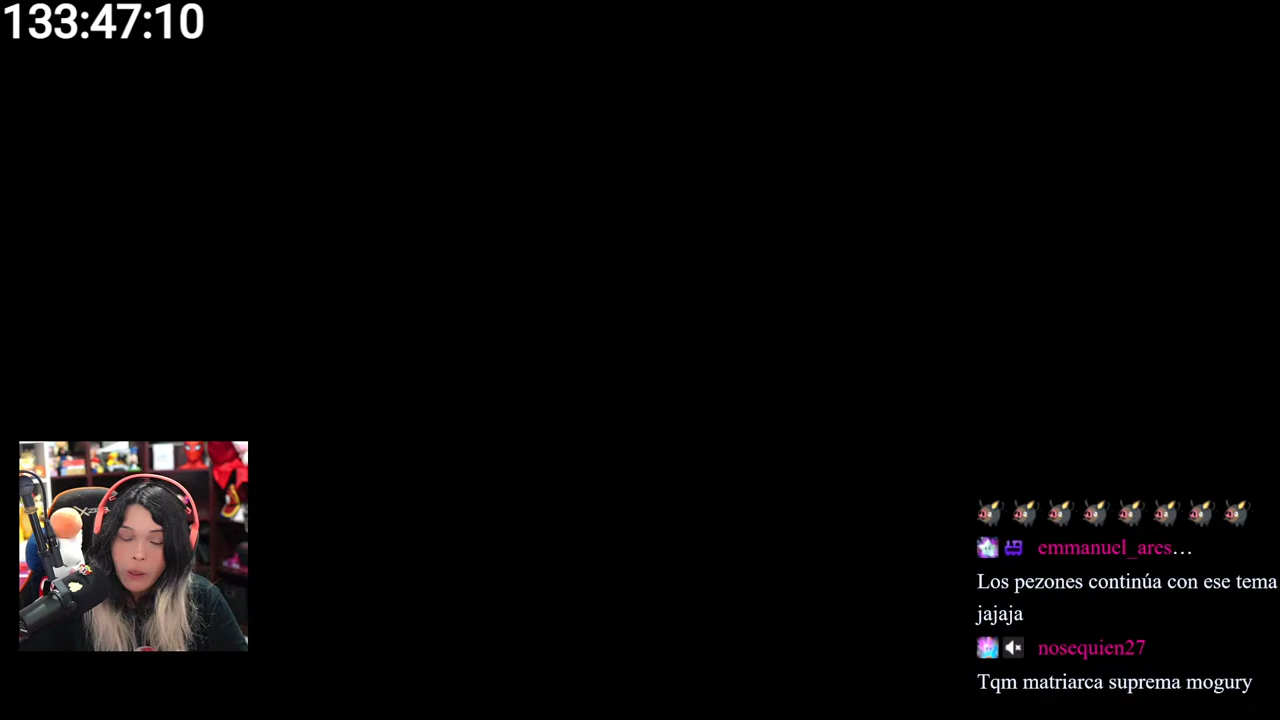 133:47:10
emmanuel_ares…
Los pezones continúa con ese tema
jajaja
nosequien27
Tqm matriarca suprema mogury